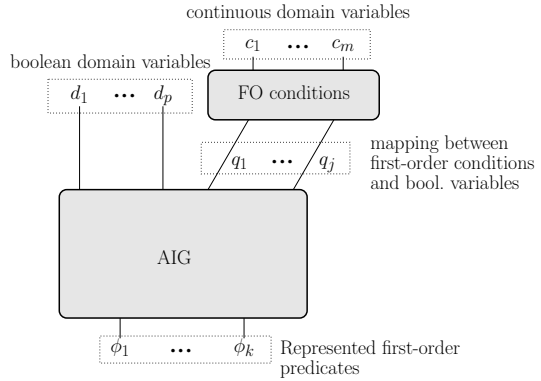 continuous domain variables
c₁ ••• cₘ
boolean domain variables
d₁ ••• dₚ
FO conditions
mapping between
first-order conditions
and bool. variables
q₁ ••• qⱼ
AIG
ϕ₁ ••• ϕₖ
Represented first-order
predicates